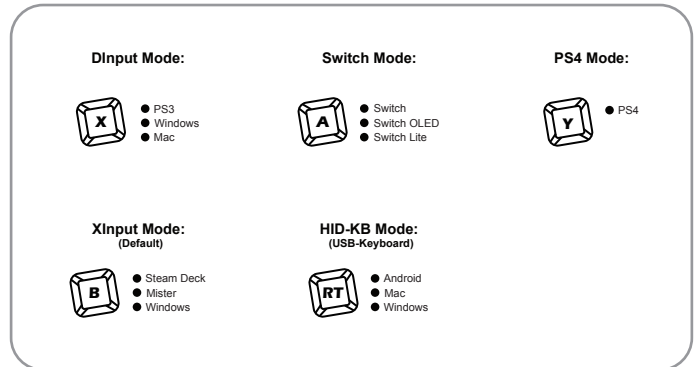 DInput Mode:
X
PS3
Windows
Mac
Switch Mode:
A
Switch
Switch OLED
Switch Lite
PS4 Mode:
Y
PS4
XInput Mode:
(Default)
B
Steam Deck
Mister
Windows
HID-KB Mode:
(USB-Keyboard)
RT
Android
Mac
Windows